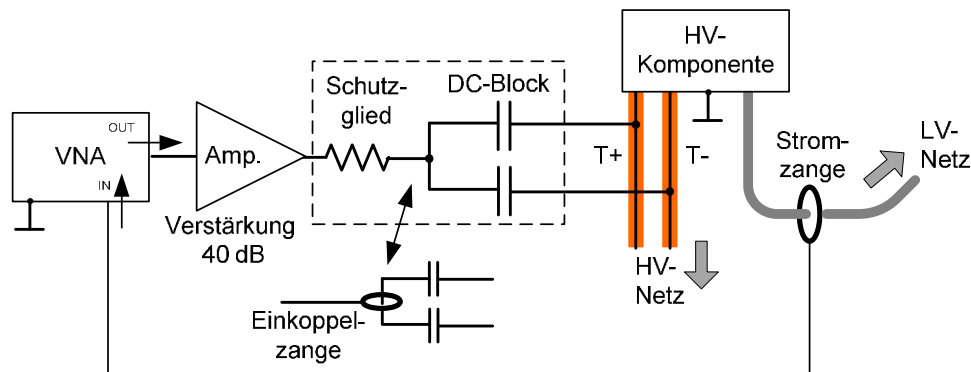 HV-
Komponente
Schutz-
glied
DC-Block
OUT
VNA
IN
Amp.
T+
T-
Strom-
zange
LV-
Netz
Verstärkung
40 dB
HV-
Netz
Einkoppel-
zange